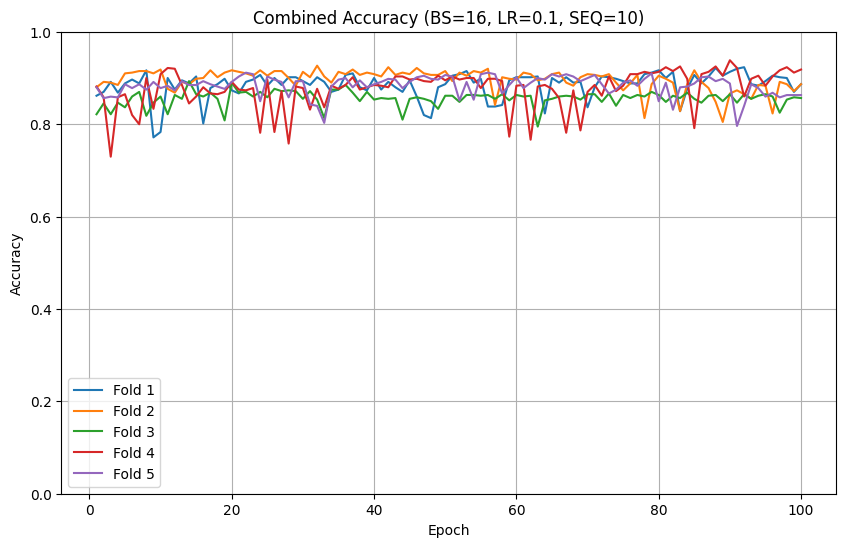 Combined Accuracy (BS=16, LR=0.1, SEQ=10)
1.0
0.8
0.6
0.4
0.2
0.0
Accuracy
Fold 1
Fold 2
Fold 3
Fold 4
Fold 5
0 20 40 60 80 100
Epoch